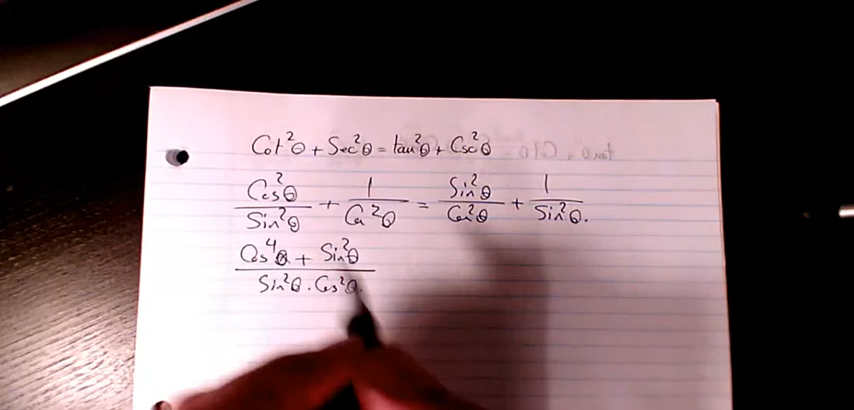 Cot²θ + Sec²θ = tan²θ + Csc²θ
Cos²θ/Sin²θ + 1/Cos²θ = Sin²θ/Cos²θ + 1/Sin²θ.
Cos⁴θ + Sin²θ/Sin²θ . Cos²θ.